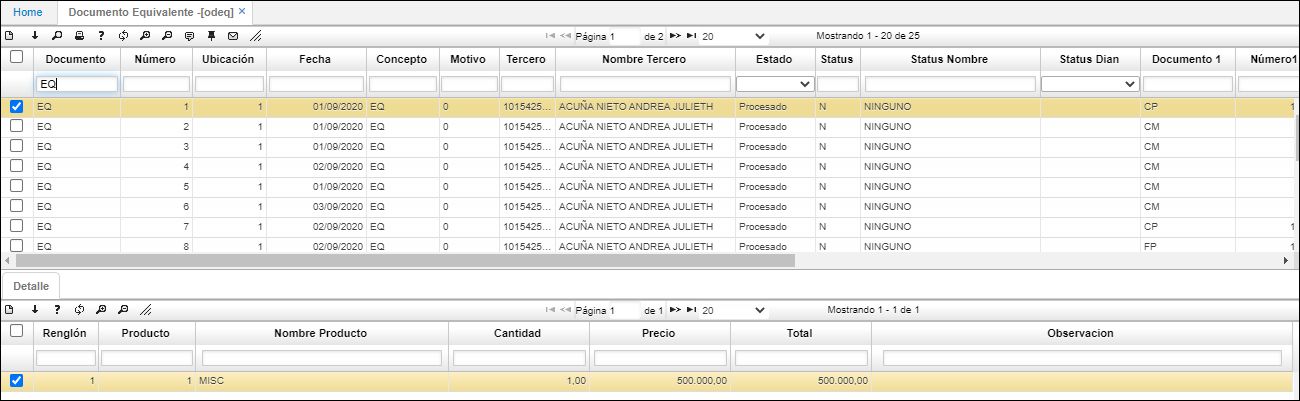 Home Documento Equivalente -[odeq] ×
Página 1 de 2 20 Mostrando 1 - 20 de 25
Documento Número Ubicación Fecha Concepto Motivo Tercero Nombre Tercero Estado Status Status Nombre Status Dian Documento 1 Número1
EQ
EQ 1 1 01/09/2020 EQ 0 1015425... ACUÑA NIETO ANDREA JULIETH Procesado N NINGUNO CP 1
EQ 2 1 01/09/2020 EQ 0 1015425... ACUÑA NIETO ANDREA JULIETH Procesado N NINGUNO CM
EQ 3 1 01/09/2020 EQ 0 1015425... ACUÑA NIETO ANDREA JULIETH Procesado N NINGUNO CM
EQ 4 1 02/09/2020 EQ 0 1015425... ACUÑA NIETO ANDREA JULIETH Procesado N NINGUNO CM
EQ 5 1 01/09/2020 EQ 0 1015425... ACUÑA NIETO ANDREA JULIETH Procesado N NINGUNO CM
EQ 6 1 03/09/2020 EQ 0 1015425... ACUÑA NIETO ANDREA JULIETH Procesado N NINGUNO CM
EQ 7 1 02/09/2020 EQ 0 1015425... ACUÑA NIETO ANDREA JULIETH Procesado N NINGUNO CP 1
EQ 8 1 02/09/2020 EQ 0 1015425... ACUÑA NIETO ANDREA JULIETH Procesado N NINGUNO FP 1
Detalle
Página 1 de 1 20 Mostrando 1 - 1 de 1
Renglón Producto Nombre Producto Cantidad Precio Total Observacion
1 1 MISC 1,00 500.000,00 500.000,00